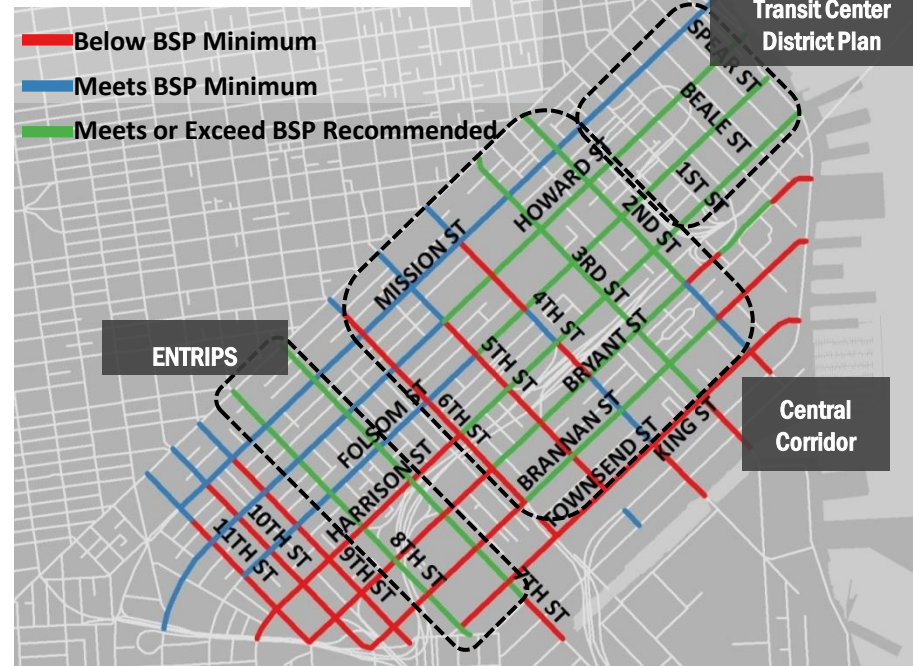 Transit Center
District Plan
Below BSP Minimum
Meets BSP Minimum
Meets or Exceed BSP Recommended
SPEAR ST
BEALE ST
1ST ST
HOWARD ST
2ND ST
MISSION ST
3RD ST
4TH ST
BRYANT ST
5TH ST
ENTRIPS
6TH ST
FOLSOM ST
Central
Corridor
BRANNAN ST
KING ST
TOWNSEND ST
HARRISON ST
10TH ST
11TH ST
9TH ST
8TH ST
7TH ST